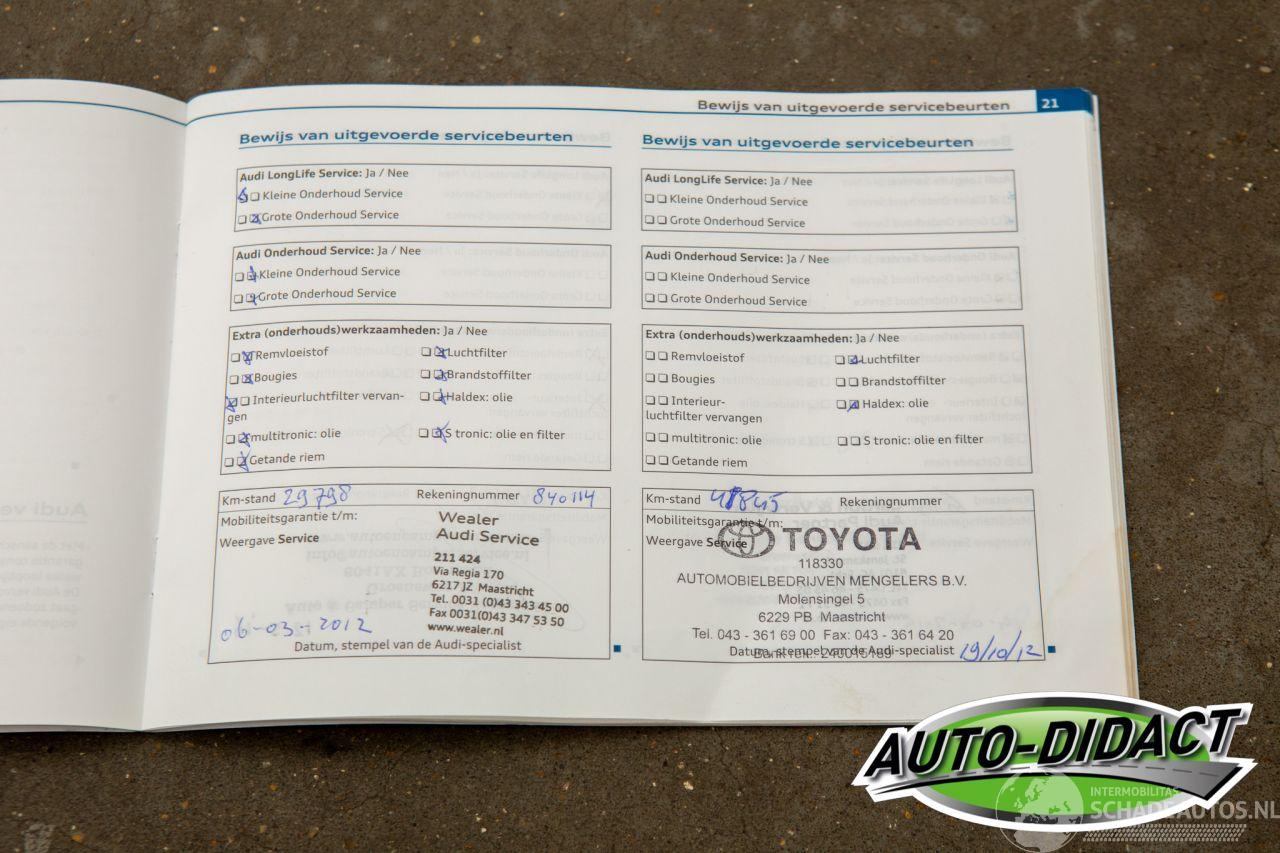 Bewijs van uitgevoerde servicebeurten 21
Bewijs van uitgevoerde servicebeurten
Audi LongLife Service: Ja / Nee
Kleine Onderhoud Service
Grote Onderhoud Service
Audi Onderhoud Service: Ja / Nee
Kleine Onderhoud Service
Grote Onderhoud Service
Extra (onderhouds)werkzaamheden: Ja / Nee
Remvloeistof Luchtfilter
Bougies Brandstoffilter
Interieurluchtfilter vervan- Haldex: olie
gen
multitronic: olie S tronic: olie en filter
Getande riem
Km-stand 29798 Rekeningnummer 840114
Mobiliteitsgarantie t/m:
Weergave Service
Wealer
Audi Service
211 424
Via Regia 170
6217 JZ Maastricht
Tel. 0031 (0)43 343 45 00
Fax 0031(0)43 347 53 50
www.wealer.nl
06-03-2012
Datum, stempel van de Audi-specialist
Bewijs van uitgevoerde servicebeurten
Audi LongLife Service: Ja / Nee
Kleine Onderhoud Service
Grote Onderhoud Service
Audi Onderhoud Service: Ja / Nee
Kleine Onderhoud Service
Grote Onderhoud Service
Extra (onderhouds)werkzaamheden: Ja / Nee
Remvloeistof Luchtfilter
Bougies Brandstoffilter
Interieur- Haldex: olie
luchtfilter vervangen
multitronic: olie S tronic: olie en filter
Getande riem
Km-stand Rekeningnummer
Mobiliteitsgarantie t/m:
Weergave Service
TOYOTA
118330
AUTOMOBIELBEDRIJVEN MENGELERS B.V.
Molensingel 5
6229 PB Maastricht
Tel. 043 - 361 69 00 Fax: 043 - 361 64 20
Datum, stempel van de Audi-specialist 19/10/12
AUTO-DIDACT
INTERMOBILITAS
SCHADEAUTOS.NL